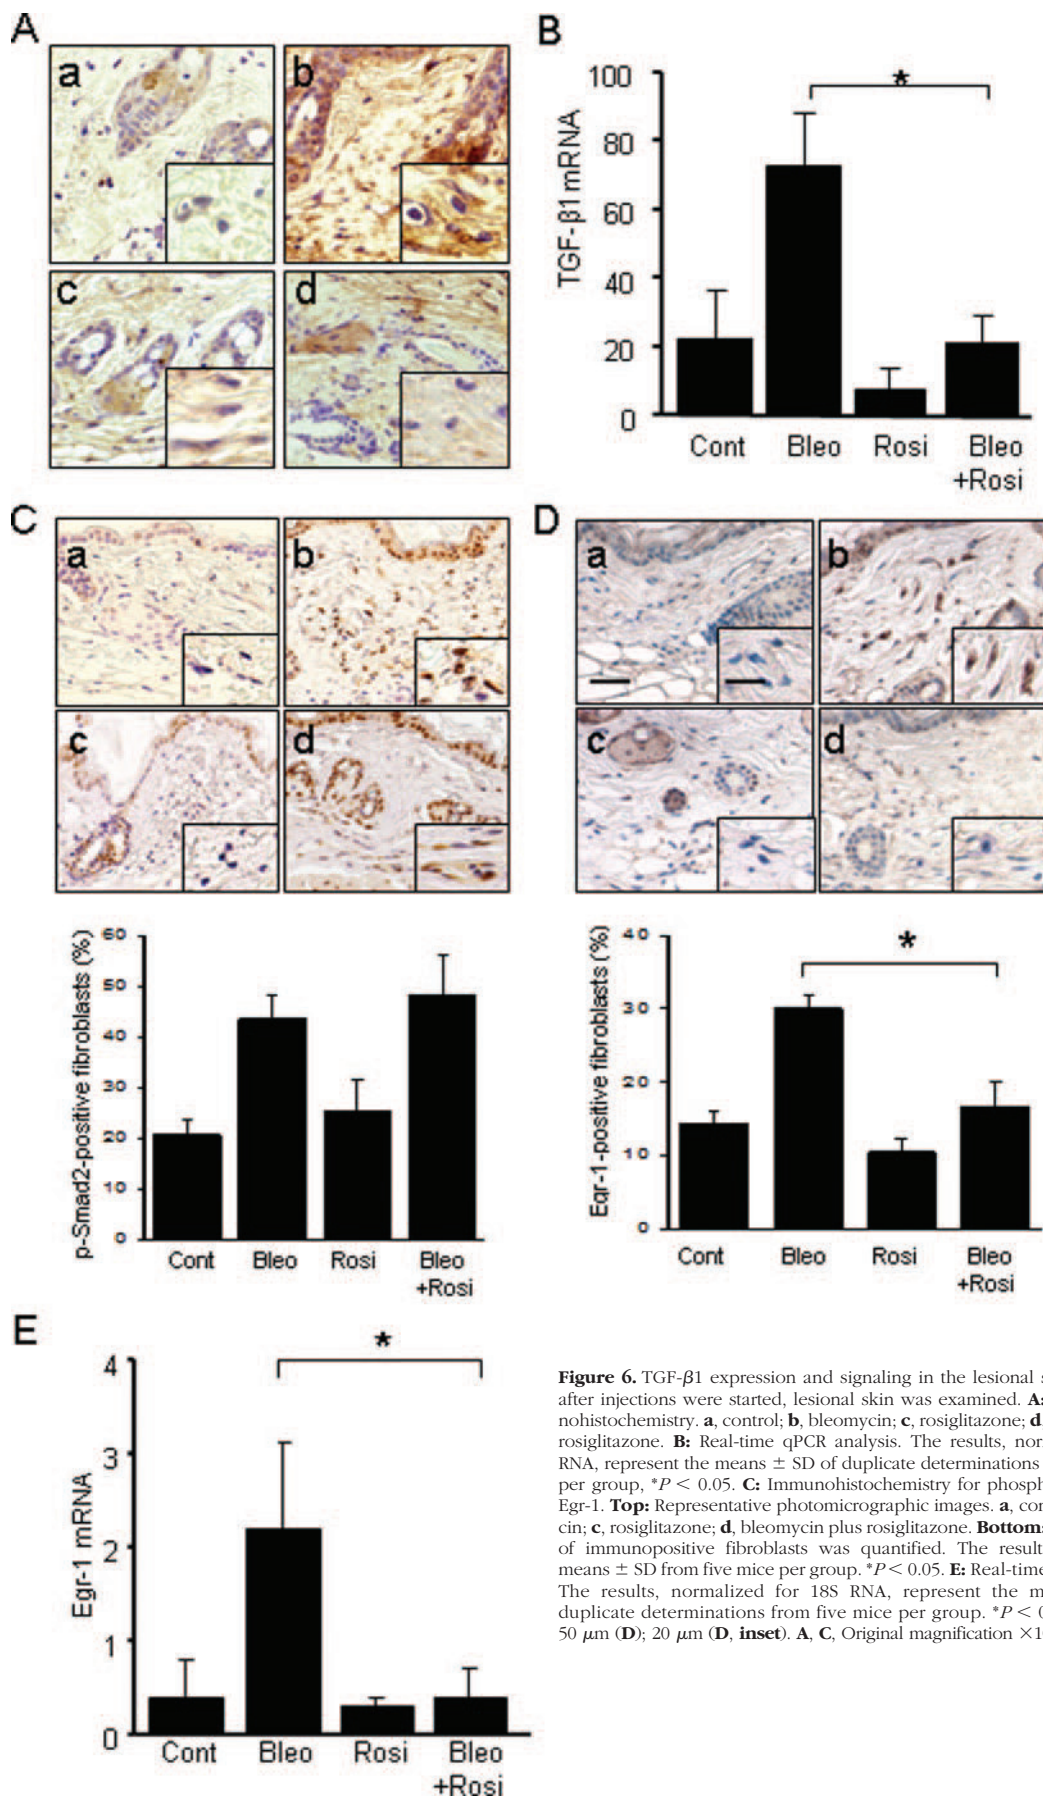 A
a
b
c
d
B
TGF-β1 mRNA
100
80
60
40
20
0
*
Cont Bleo Rosi Bleo
+Rosi
C
a
b
c
d
p-Smad2-positive fibroblasts (%)
60
50
40
30
20
10
0
Cont Bleo Rosi Bleo
+Rosi
D
a
b
c
d
Egr-1-positive fibroblasts (%)
40
30
20
10
0
*
Cont Bleo Rosi Bleo
+Rosi
E
Egr-1 mRNA
4
3
2
1
0
*
Cont Bleo Rosi Bleo
+Rosi
Figure 6. TGF-β1 expression and signaling in the lesional s
after injections were started, lesional skin was examined. A:
nohistochemistry. a, control; b, bleomycin; c, rosiglitazone; d,
rosiglitazone. B: Real-time qPCR analysis. The results, nor
RNA, represent the means ± SD of duplicate determinations
per group, *P < 0.05. C: Immunohistochemistry for phosph
Egr-1. Top: Representative photomicrographic images. a, con
cin; c, rosiglitazone; d, bleomycin plus rosiglitazone. Bottom:
of immunopositive fibroblasts was quantified. The result
means ± SD from five mice per group. *P < 0.05. E: Real-time
The results, normalized for 18S RNA, represent the m
duplicate determinations from five mice per group. *P < 0
50 μm (D); 20 μm (D, inset). A, C, Original magnification ×1